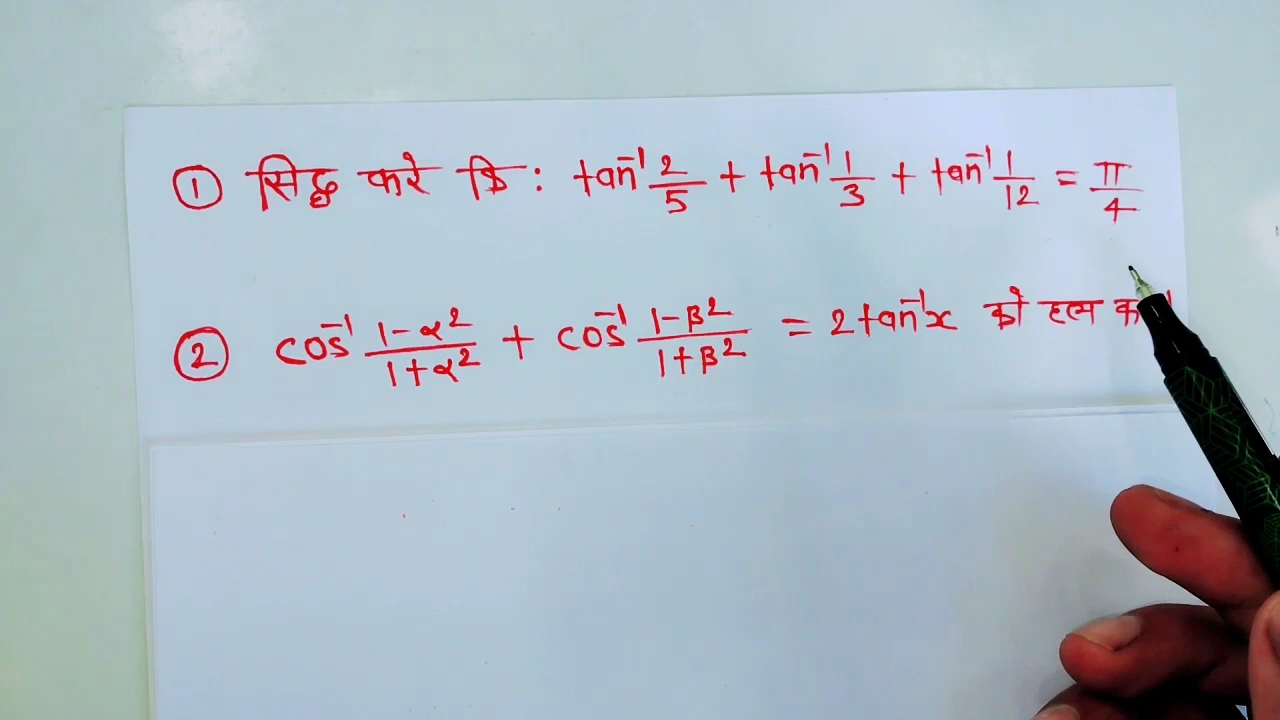 ① सिद्ध करे कि : tan⁻¹ 2/5 + tan⁻¹ 1/3 + tan⁻¹ 1/12 = π/4
② cos⁻¹ (1-α²)/(1+α²) + cos⁻¹ (1-β²)/(1+β²) = 2tan⁻¹x को हल